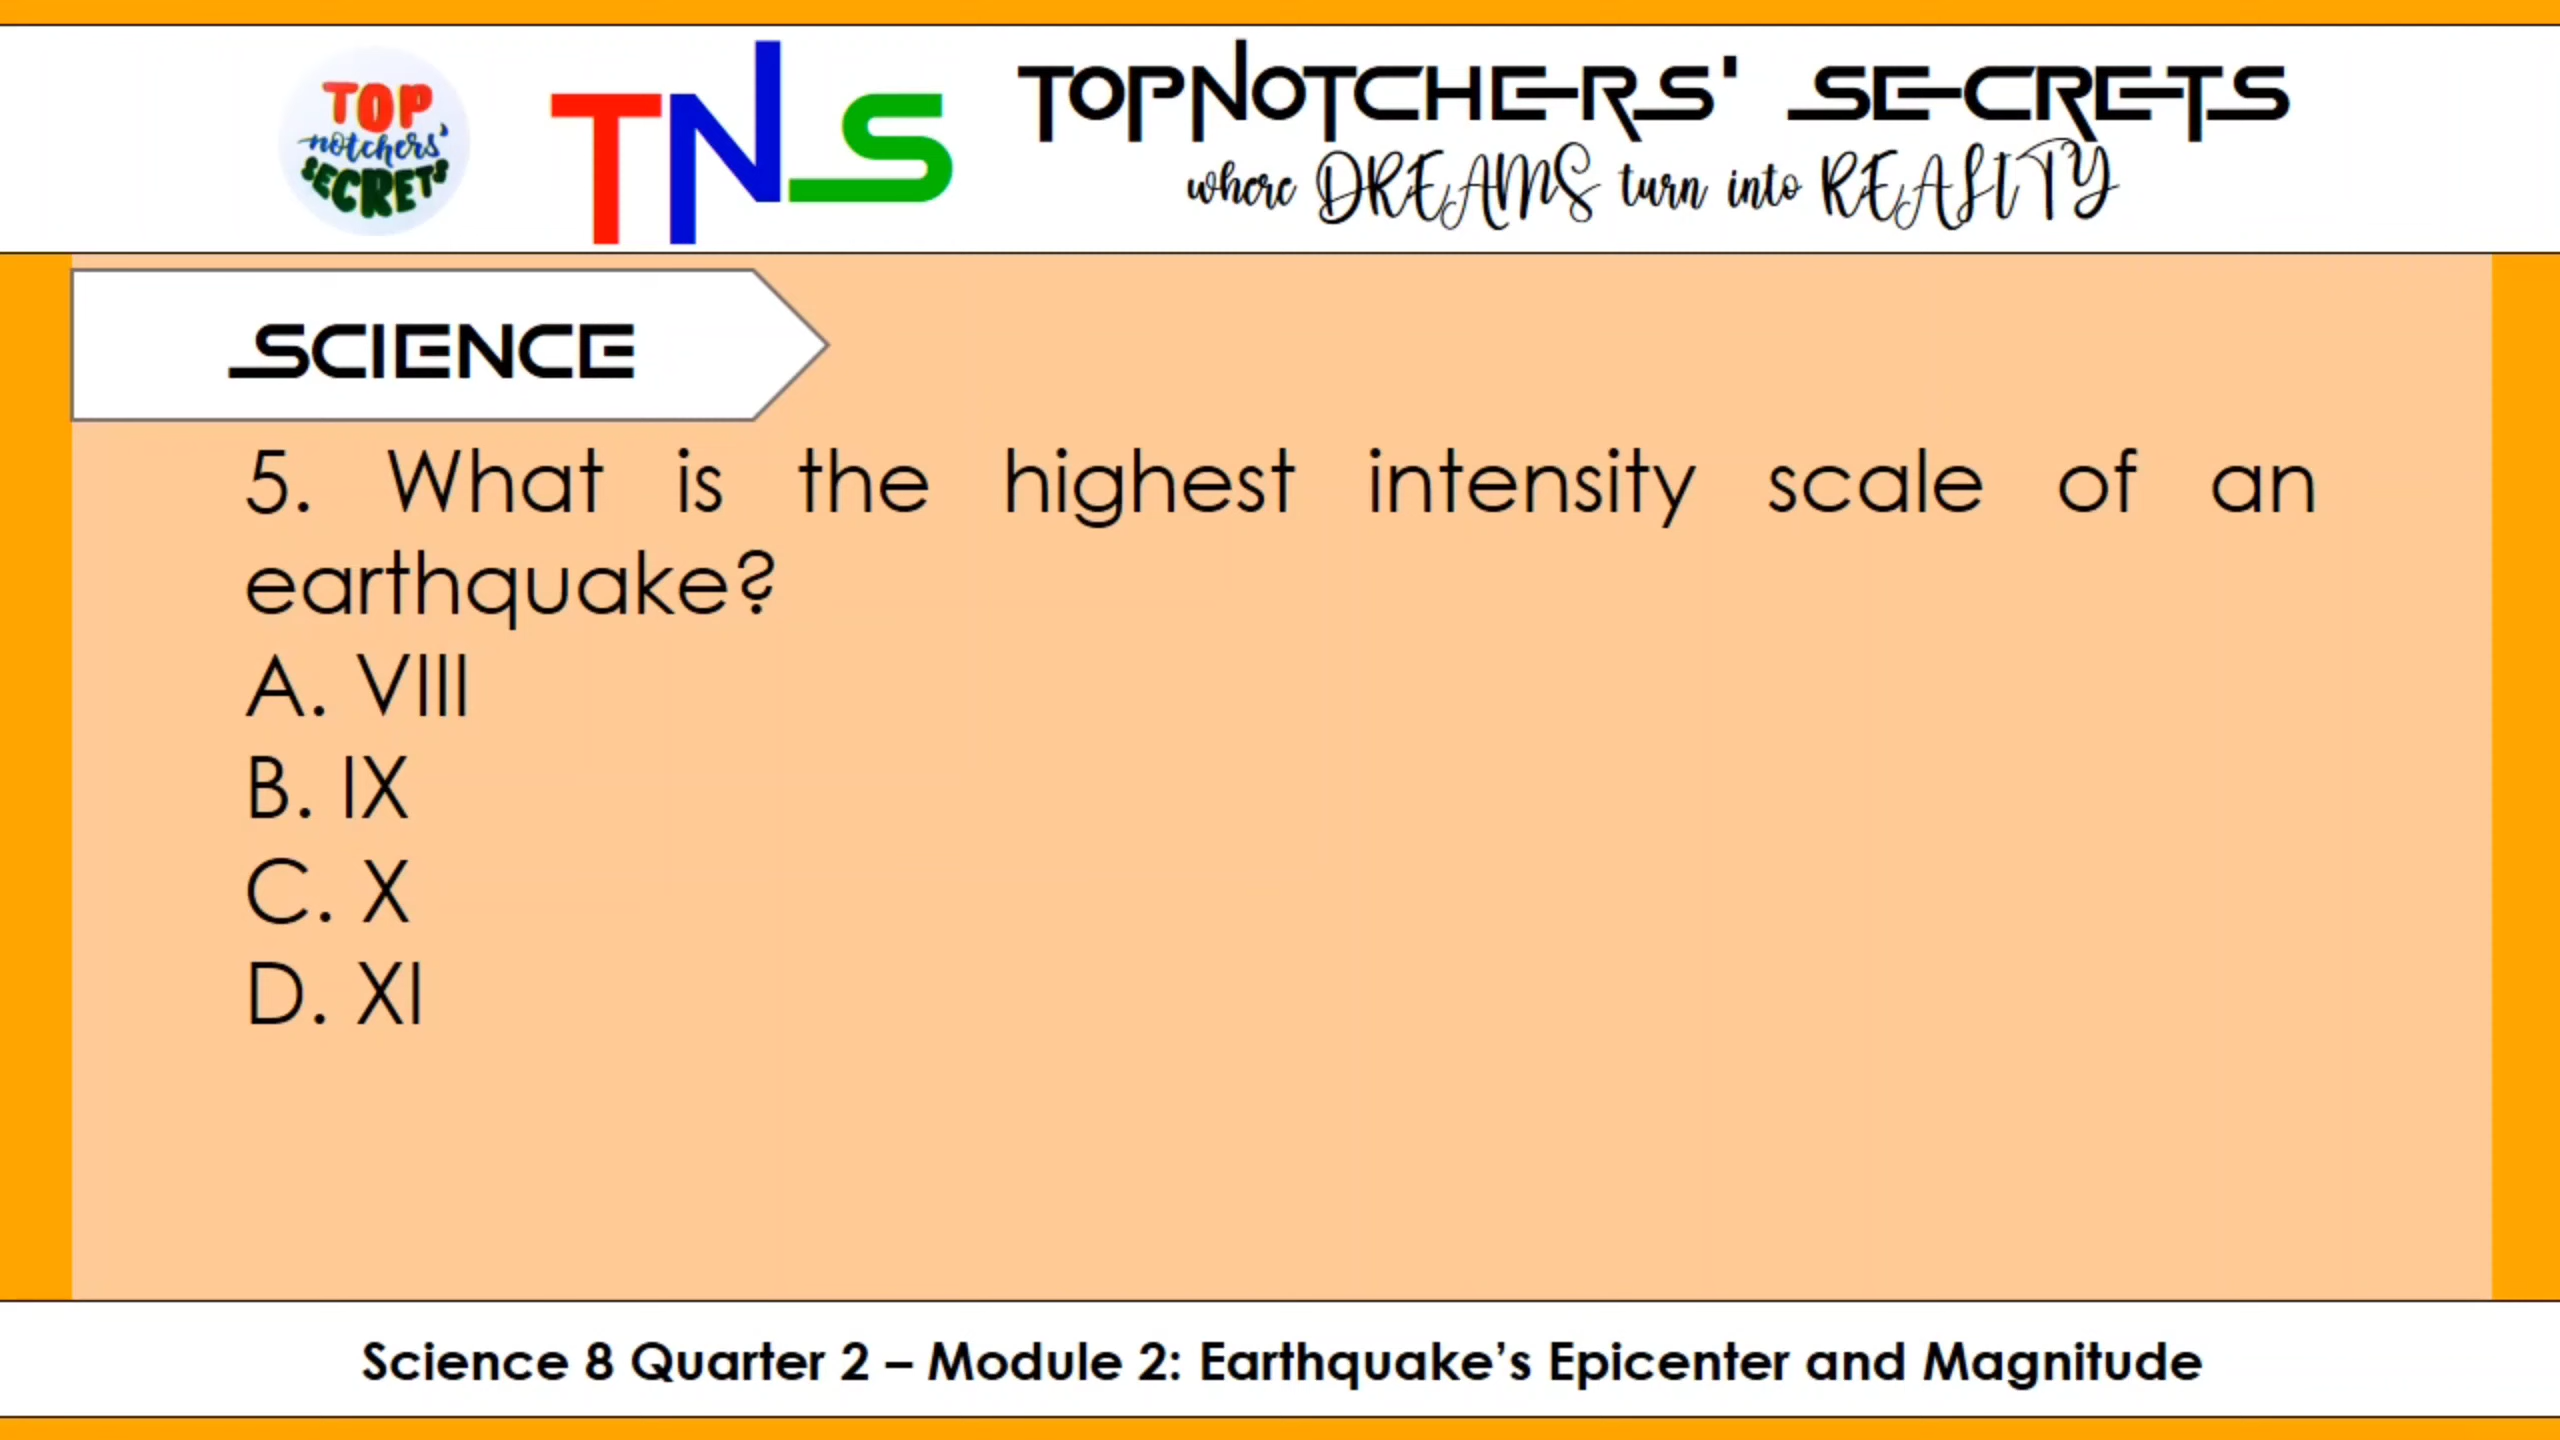 TOP
notchers'
SECRETS
TNS
TOPNOTCHERS' SECRETS
where DREAMS turn into REALITY
SCIENCE
5. What is the highest intensity scale of an
earthquake?
A. VIII
B. IX
C. X
D. XI
Science 8 Quarter 2 – Module 2: Earthquake’s Epicenter and Magnitude